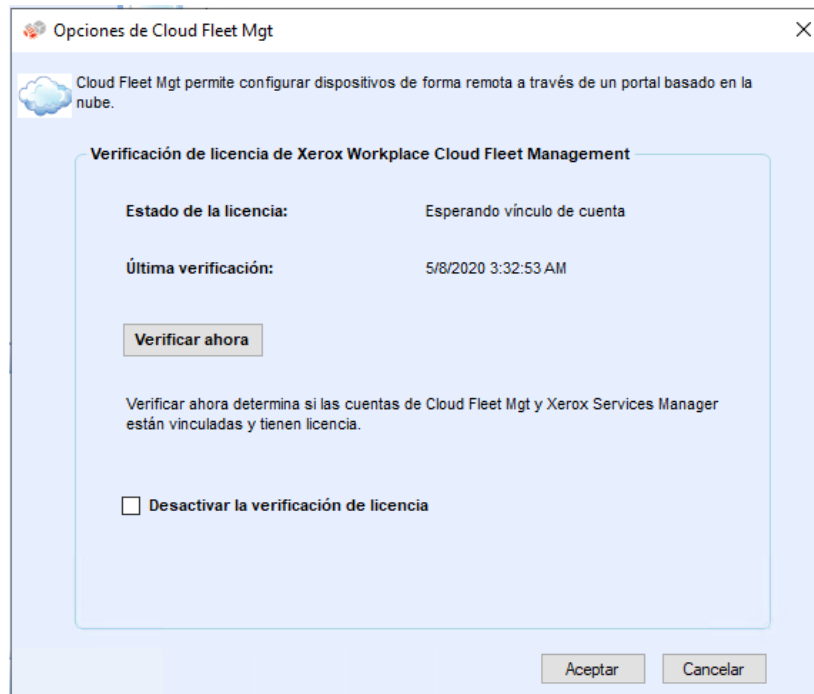 Opciones de Cloud Fleet Mgt
Cloud Fleet Mgt permite configurar dispositivos de forma remota a través de un portal basado en la
nube.
Verificación de licencia de Xerox Workplace Cloud Fleet Management
Estado de la licencia: Esperando vínculo de cuenta
Última verificación: 5/8/2020 3:32:53 AM
Verificar ahora
Verificar ahora determina si las cuentas de Cloud Fleet Mgt y Xerox Services Manager
están vinculadas y tienen licencia.
Desactivar la verificación de licencia
Aceptar Cancelar